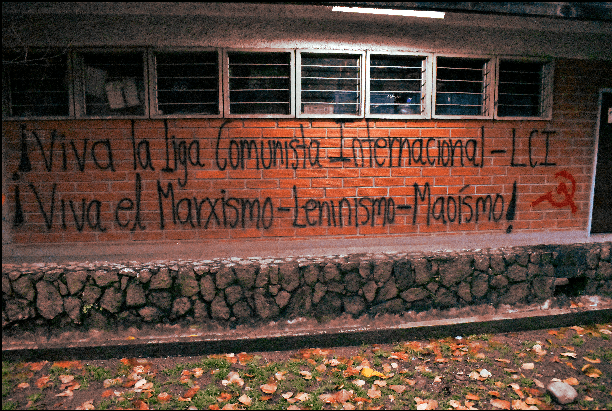 ¡Viva la liga Comunista Internacional-LCI
¡Viva el Marxismo-Leninismo-Maoísmo!